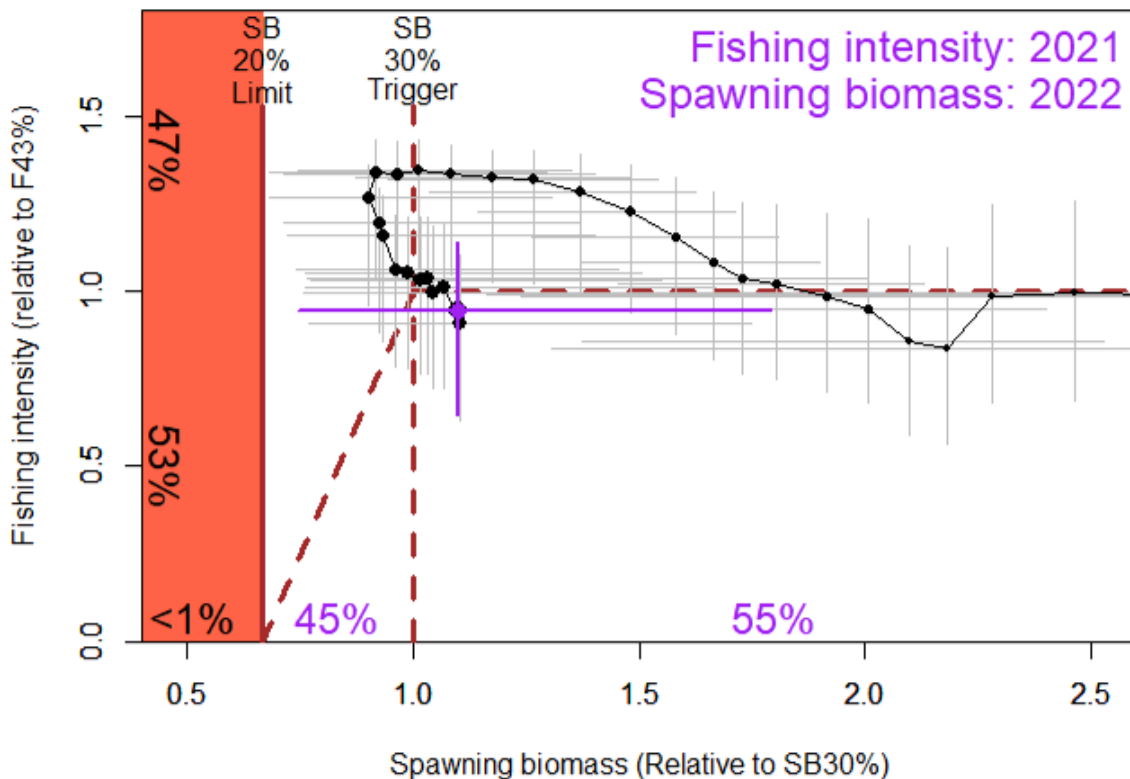 SB
20%
Limit
SB
30%
Trigger
Fishing intensity: 2021
Spawning biomass: 2022
Fishing intensity (relative to F43%)
1.5
1.0
0.5
0.0
47%
53%
<1%
45%
55%
0.5
1.0
1.5
2.0
2.5
Spawning biomass (Relative to SB30%)